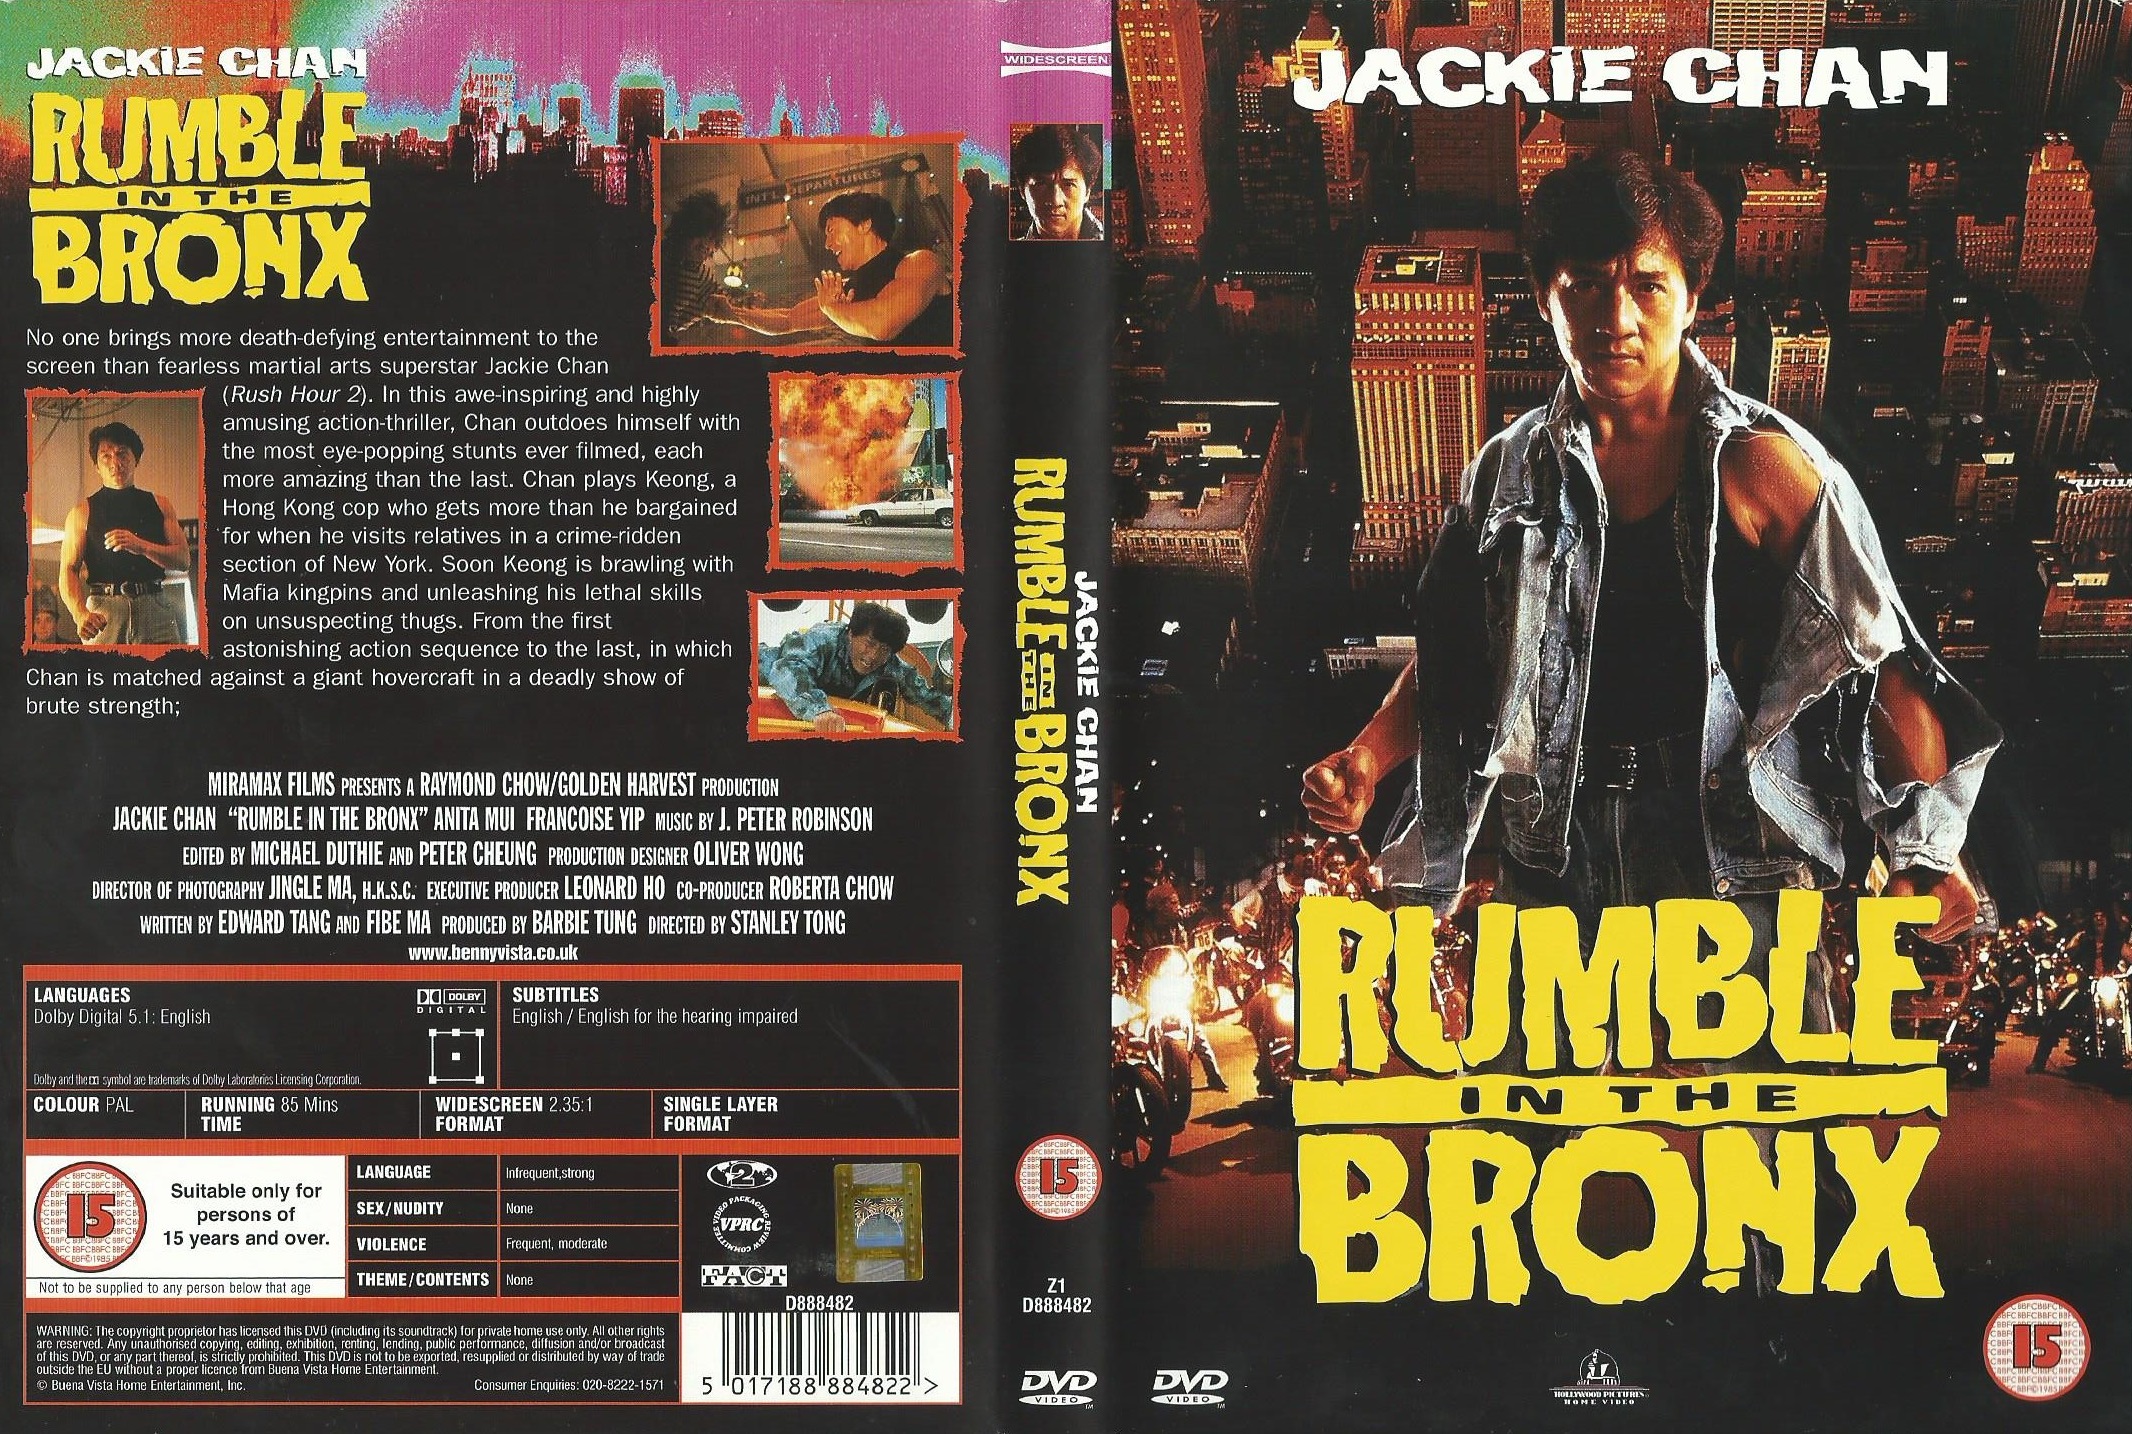 JACKIE CHAN
RUMBLE
IN THE
BRONX
INT'L DEPARTURES
No one brings more death-defying entertainment to the
screen than fearless martial arts superstar Jackie Chan
(Rush Hour 2). In this awe-inspiring and highly
amusing action-thriller, Chan outdoes himself with
the most eye-popping stunts ever filmed, each
more amazing than the last. Chan plays Keong, a
Hong Kong cop who gets more than he bargained
for when he visits relatives in a crime-ridden
section of New York. Soon Keong is brawling with
Mafia kingpins and unleashing his lethal skills
on unsuspecting thugs. From the first
astonishing action sequence to the last, in which
Chan is matched against a giant hovercraft in a deadly show of
brute strength;
MIRAMAX FILMS PRESENTS A RAYMOND CHOW/GOLDEN HARVEST PRODUCTION
JACKIE CHAN "RUMBLE IN THE BRONX" ANITA MUI FRANCOISE YIP MUSIC BY J. PETER ROBINSON
EDITED BY MICHAEL DUTHIE AND PETER CHEUNG PRODUCTION DESIGNER OLIVER WONG
DIRECTOR OF PHOTOGRAPHY JINGLE MA, H.K.S.C. EXECUTIVE PRODUCER LEONARD HO CO-PRODUCER ROBERTA CHOW
WRITTEN BY EDWARD TANG AND FIBE MA PRODUCED BY BARBIE TUNG DIRECTED BY STANLEY TONG
www.bennyvista.co.uk
LANGUAGES
Dolby Digital 5.1: English
DOLBY
DIGITAL
Dolby and the DD symbol are trademarks of Dolby Laboratories Licensing Corporation.
SUBTITLES
English / English for the hearing impaired
COLOUR PAL
RUNNING 85 Mins
TIME
WIDESCREEN 2.35:1
FORMAT
SINGLE LAYER
FORMAT
15
Suitable only for
persons of
15 years and over.
Not to be supplied to any person below that age
LANGUAGE Infrequent,strong
SEX/NUDITY None
VIOLENCE Frequent, moderate
THEME/CONTENTS None
2
VIDEO PACKAGING REVIEW COMMITTEE
VPRC
FACT
D888482
5 017188 884822 >
WARNING: The copyright proprietor has licensed this DVD (including its soundtrack) for private home use only. All other rights
are reserved. Any unauthorised copying, editing, exhibition, renting, lending, public performance, diffusion and/or broadcast
of this DVD, or any part thereof, is strictly prohibited. This DVD is not to be exported, resupplied or distributed by way of trade
outside the EU without a proper licence from Buena Vista Home Entertainment.
© Buena Vista Home Entertainment, Inc.
Consumer Enquiries: 020-8222-1571
WIDESCREEN
JACKIE CHAN
RUMBLE IN THE BRONX
15
Z1
D888482
DVD
VIDEO
TM
JACKIE CHAN
RUMBLE
IN THE
BRONX
DVD
VIDEO
TM
HOLLYWOOD PICTURES
HOME VIDEO
15